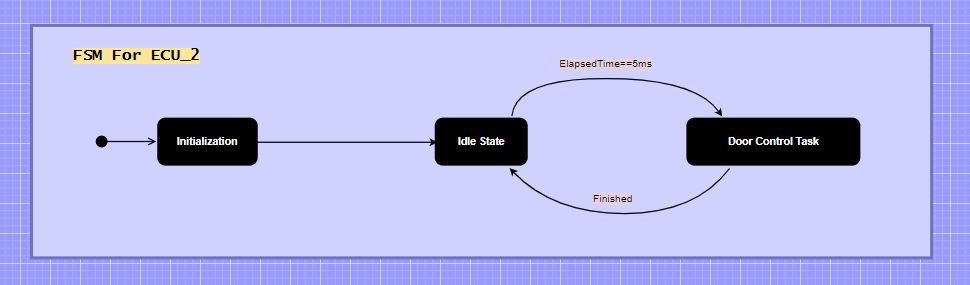 FSM For ECU_2
ElapsedTime==5ms
Initialization
Idle State
Door Control Task
Finished